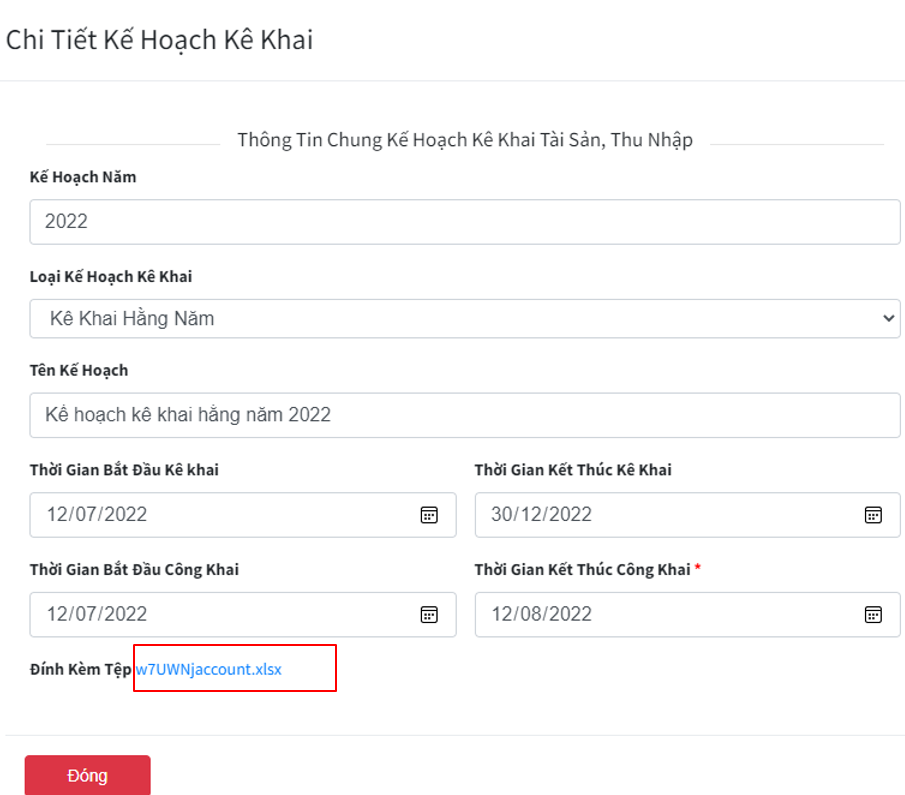 Chi Tiết Kế Hoạch Kê Khai
Thông Tin Chung Kế Hoạch Kê Khai Tài Sản, Thu Nhập
Kế Hoạch Năm
2022
Loại Kế Hoạch Kê Khai
Kê Khai Hằng Năm
Tên Kế Hoạch
Kế hoạch kê khai hằng năm 2022
Thời Gian Bắt Đầu Kê khai Thời Gian Kết Thúc Kê Khai
12/07/2022 30/12/2022
Thời Gian Bắt Đầu Công Khai Thời Gian Kết Thúc Công Khai *
12/07/2022 12/08/2022
Đính Kèm Tệp w7UWNjaccount.xlsx
Đóng